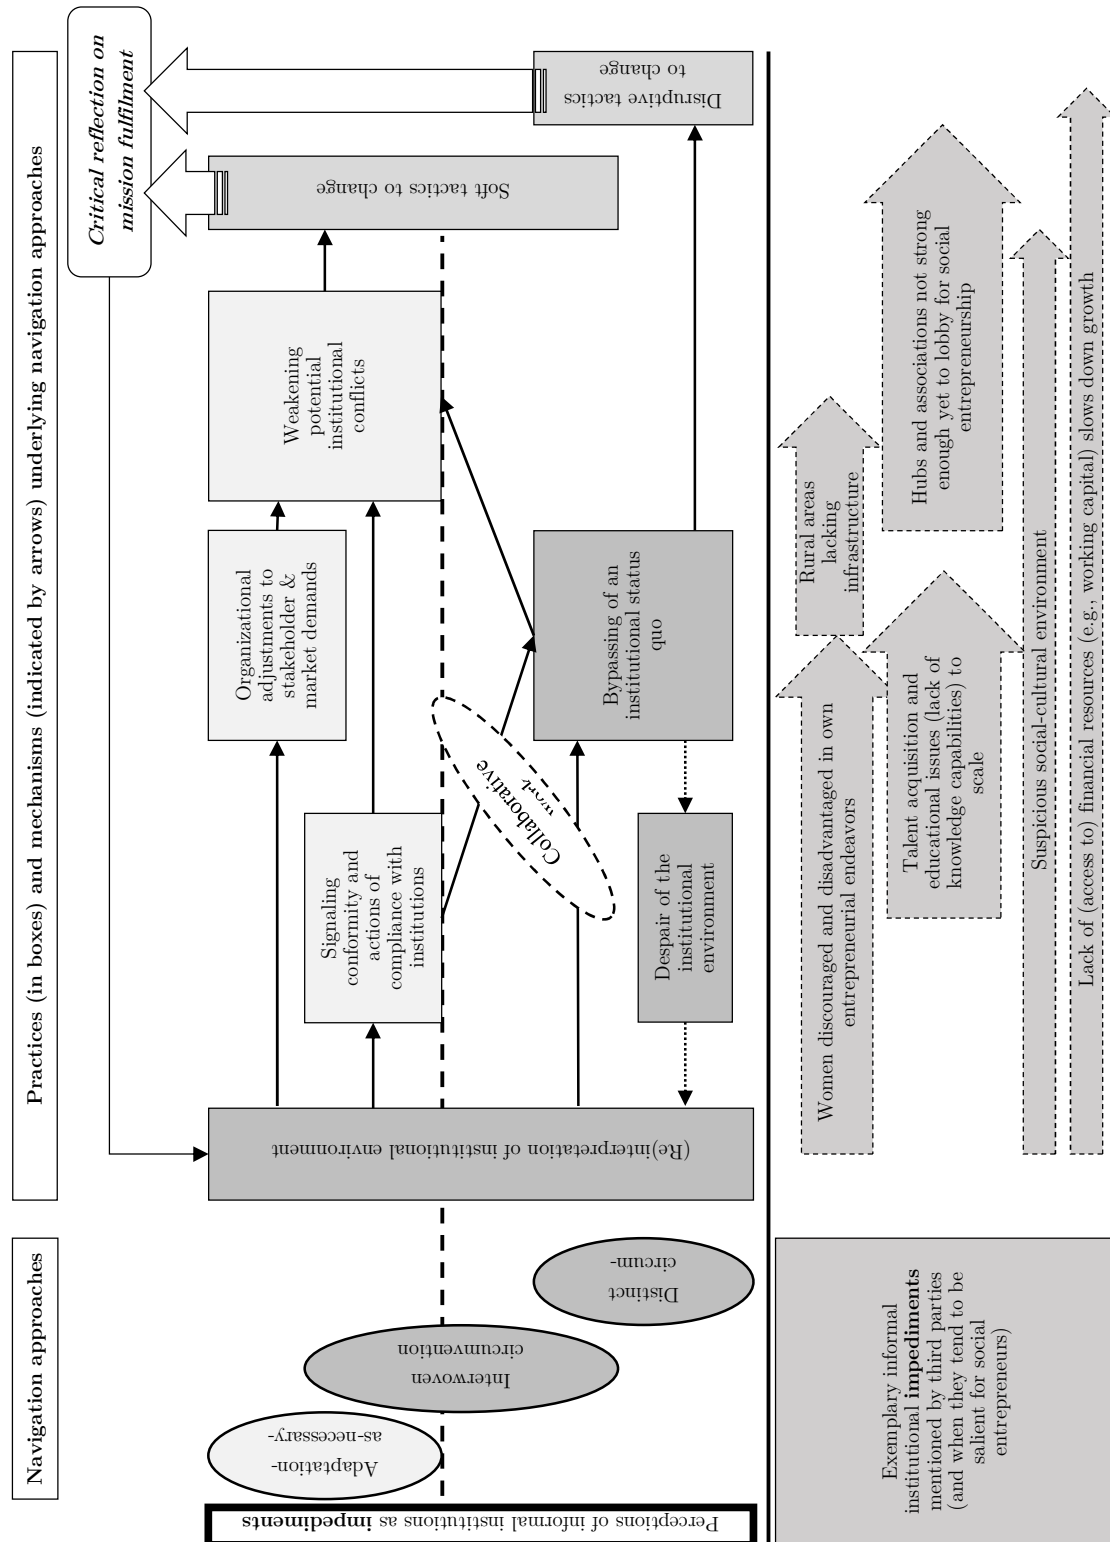 Navigation approaches
Practices (in boxes) and mechanisms (indicated by arrows) underlying navigation approaches
Critical reflection on
mission fulfilment
Perceptions of informal institutions as impediments
Adaptation-
as-necessary-
Interwoven
circumvention
Distinct
circum-
(Re)interpretation of institutional environment
Organizational
adjustments to
stakeholder &
market demands
Signaling
conformity and
actions of
compliance with
institutions
Weakening
potential
institutional
conflicts
Soft tactics to change
Collaborative
work
Bypassing of an
institutional status
quo
Despair of the
institutional
environment
Disruptive tactics
to change
Exemplary informal
institutional impediments
mentioned by third parties
(and when they tend to be
salient for social
entrepreneurs)
Women discouraged and disadvantaged in own
entrepreneurial endeavors
Rural areas
lacking
infrastructure
Talent acquisition and
educational issues (lack of
knowledge capabilities) to
scale
Hubs and associations not strong
enough yet to lobby for social
entrepreneurship
Suspicious social-cultural environment
Lack of (access to) financial resources (e.g., working capital) slows down growth